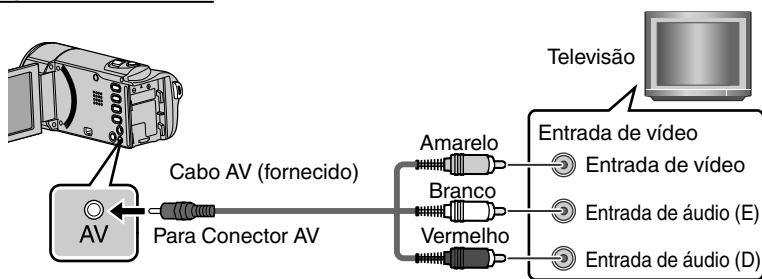 Televisão
Entrada de vídeo
Amarelo
Entrada de vídeo
Cabo AV (fornecido)
Branco
Entrada de áudio (E)
AV
Para Conector AV
Vermelho
Entrada de áudio (D)